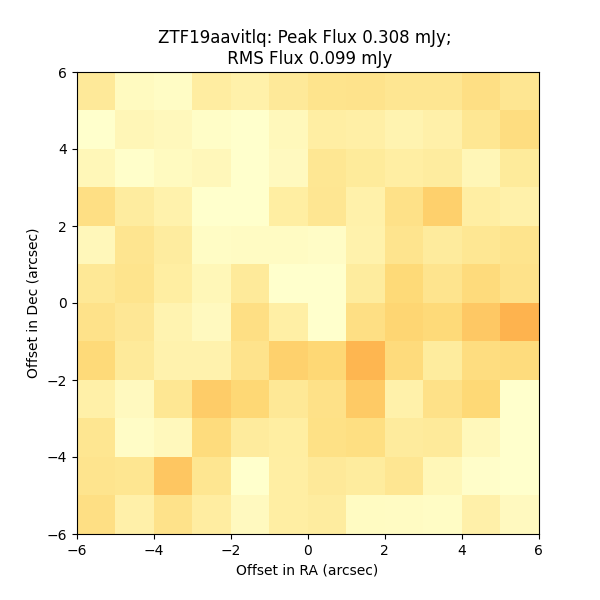 ZTF19aavitlq: Peak Flux 0.308 mJy;
RMS Flux 0.099 mJy
6
4
2
0
−2
−4
−6
Offset in Dec (arcsec)
−6 −4 −2 0 2 4 6
Offset in RA (arcsec)